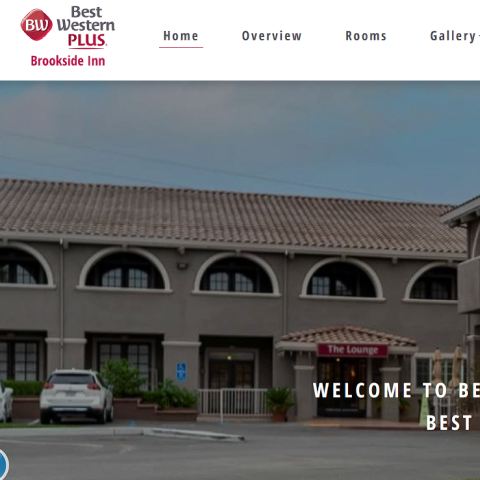 BW
Best
Western
PLUS.
Brookside Inn
Home
Overview
Rooms
Gallery
The Lounge
WELCOME TO BE
BEST